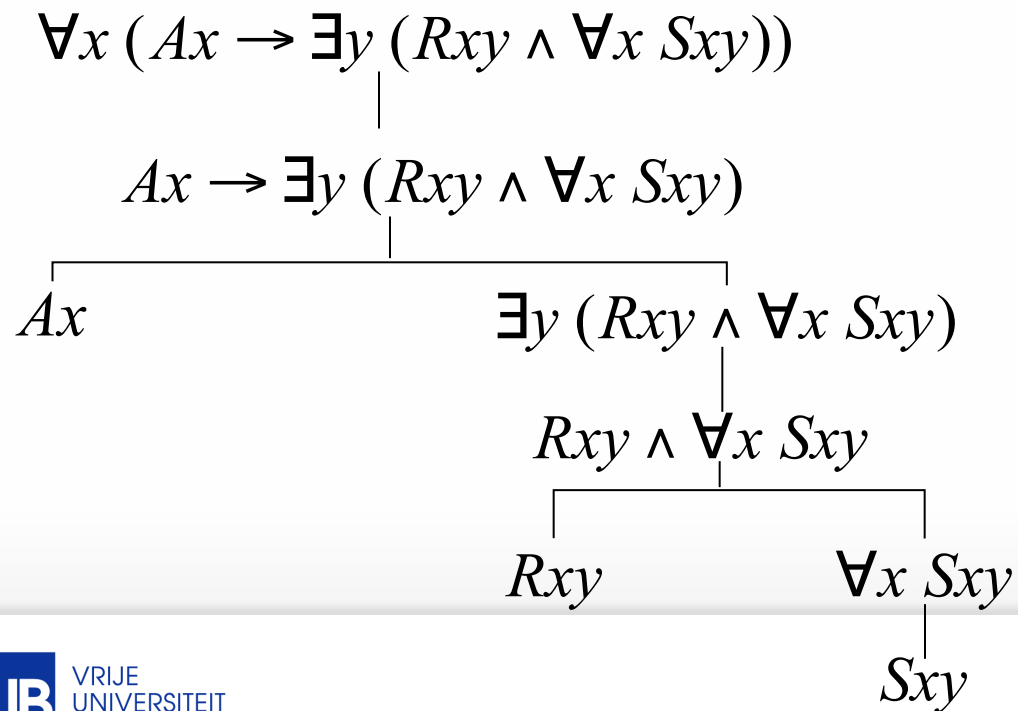 ∀x (Ax → ∃y (Rxy ∧ ∀x Sxy))
Ax → ∃y (Rxy ∧ ∀x Sxy)
Ax
∃y (Rxy ∧ ∀x Sxy)
Rxy ∧ ∀x Sxy
Rxy
∀x Sxy
Sxy
VRIJE
UNIVERSITEIT